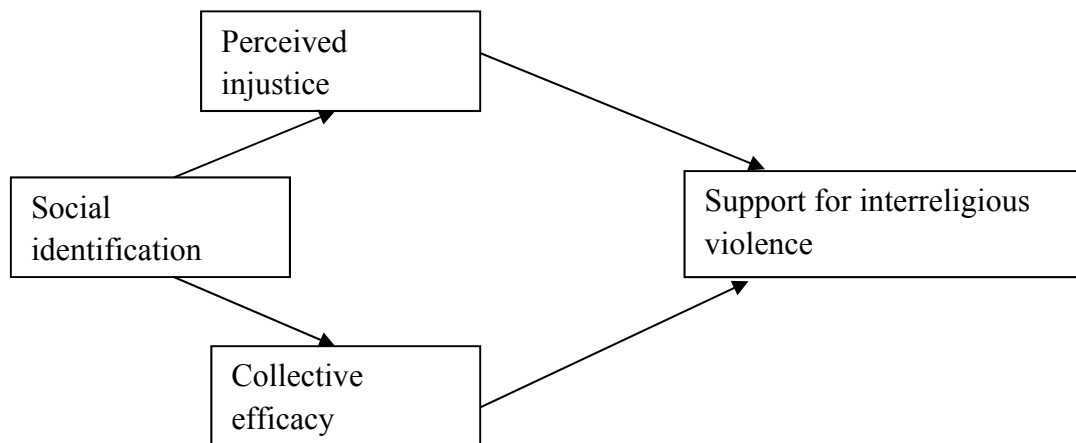 Perceived
injustice
Social
identification
Support for interreligious
violence
Collective
efficacy